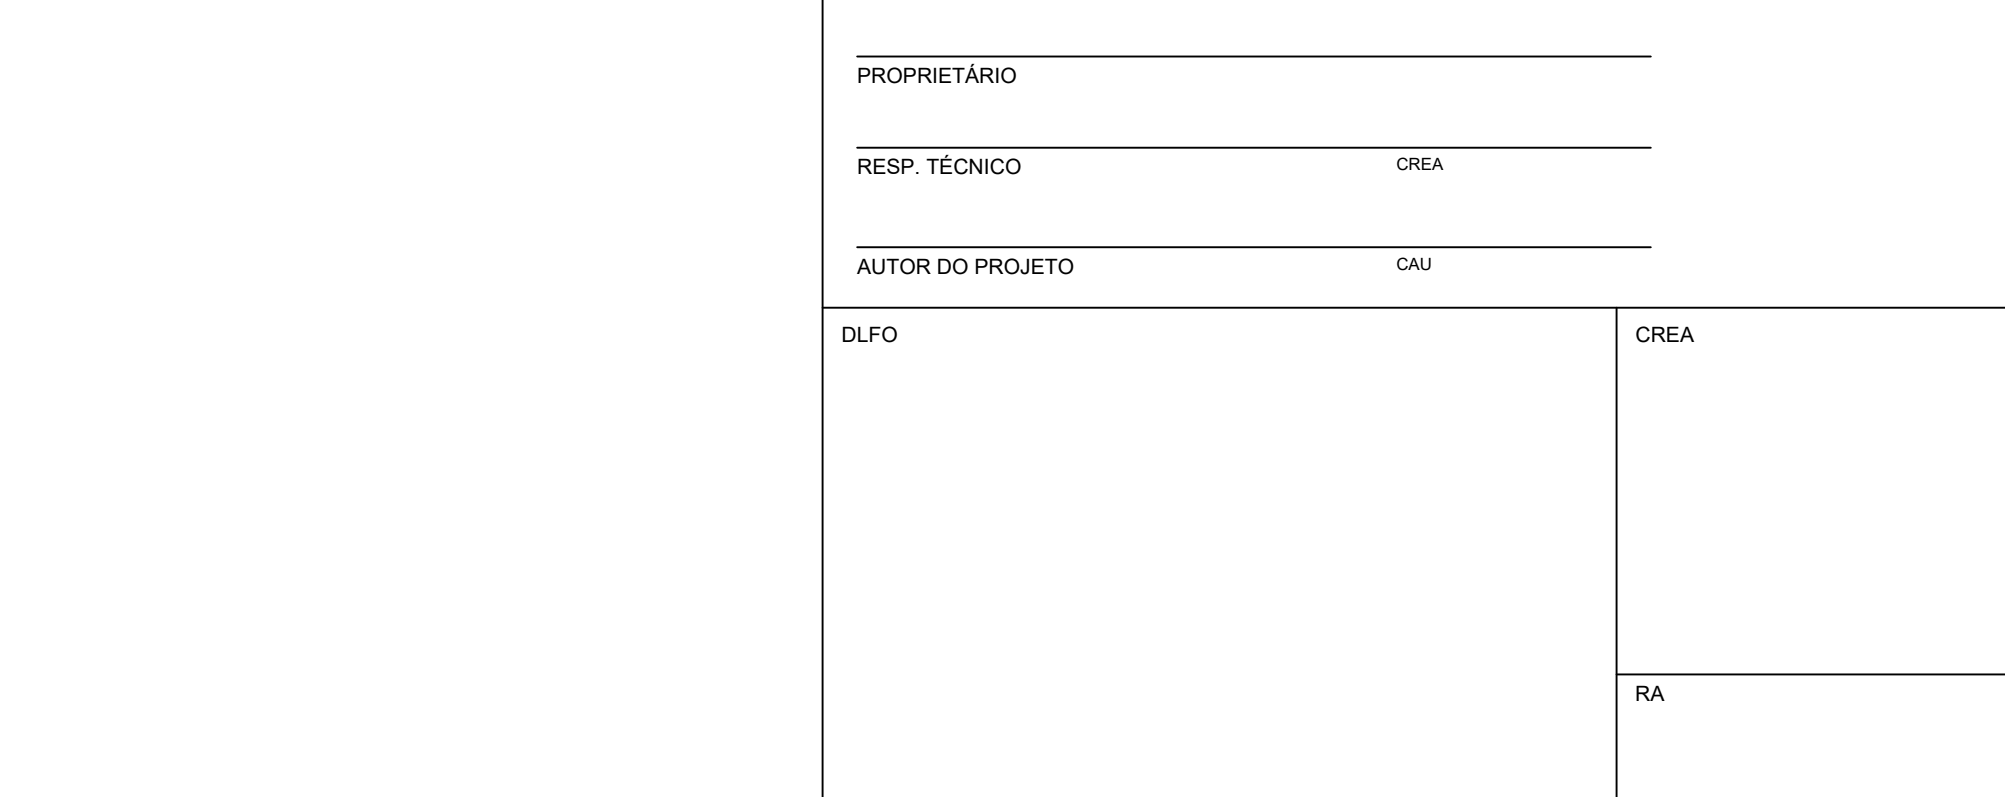 PROPRIETÁRIO
RESP. TÉCNICO CREA
AUTOR DO PROJETO CAU
DLFO CREA
RA